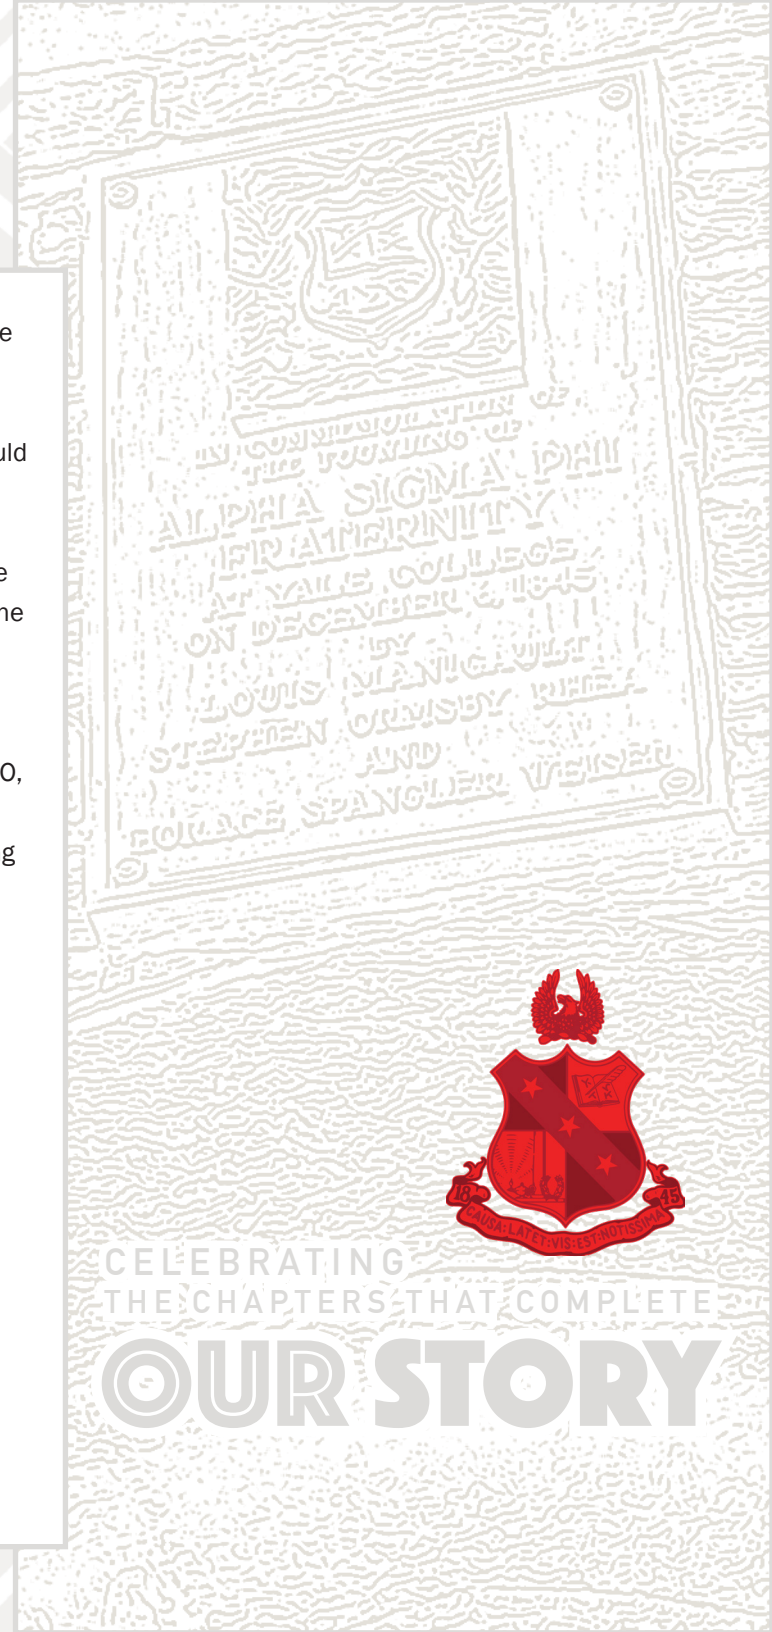 e
uld
e
ne
O,
g
IN COMMEMORATION OF
THE FOUNDING OF
ALPHA SIGMA PHI
FRATERNITY
AT YALE COLLEGE
ON DECEMBER 6, 1845
BY
LOUIS MANIGAULT
STEPHEN ORMSBY RHEA
AND
HORACE SPANGLER WEISER
18 45
CAUSA:LATET:VIS:EST:NOTISSIMA
CELEBRATING
THE CHAPTERS THAT COMPLETE
OUR STORY